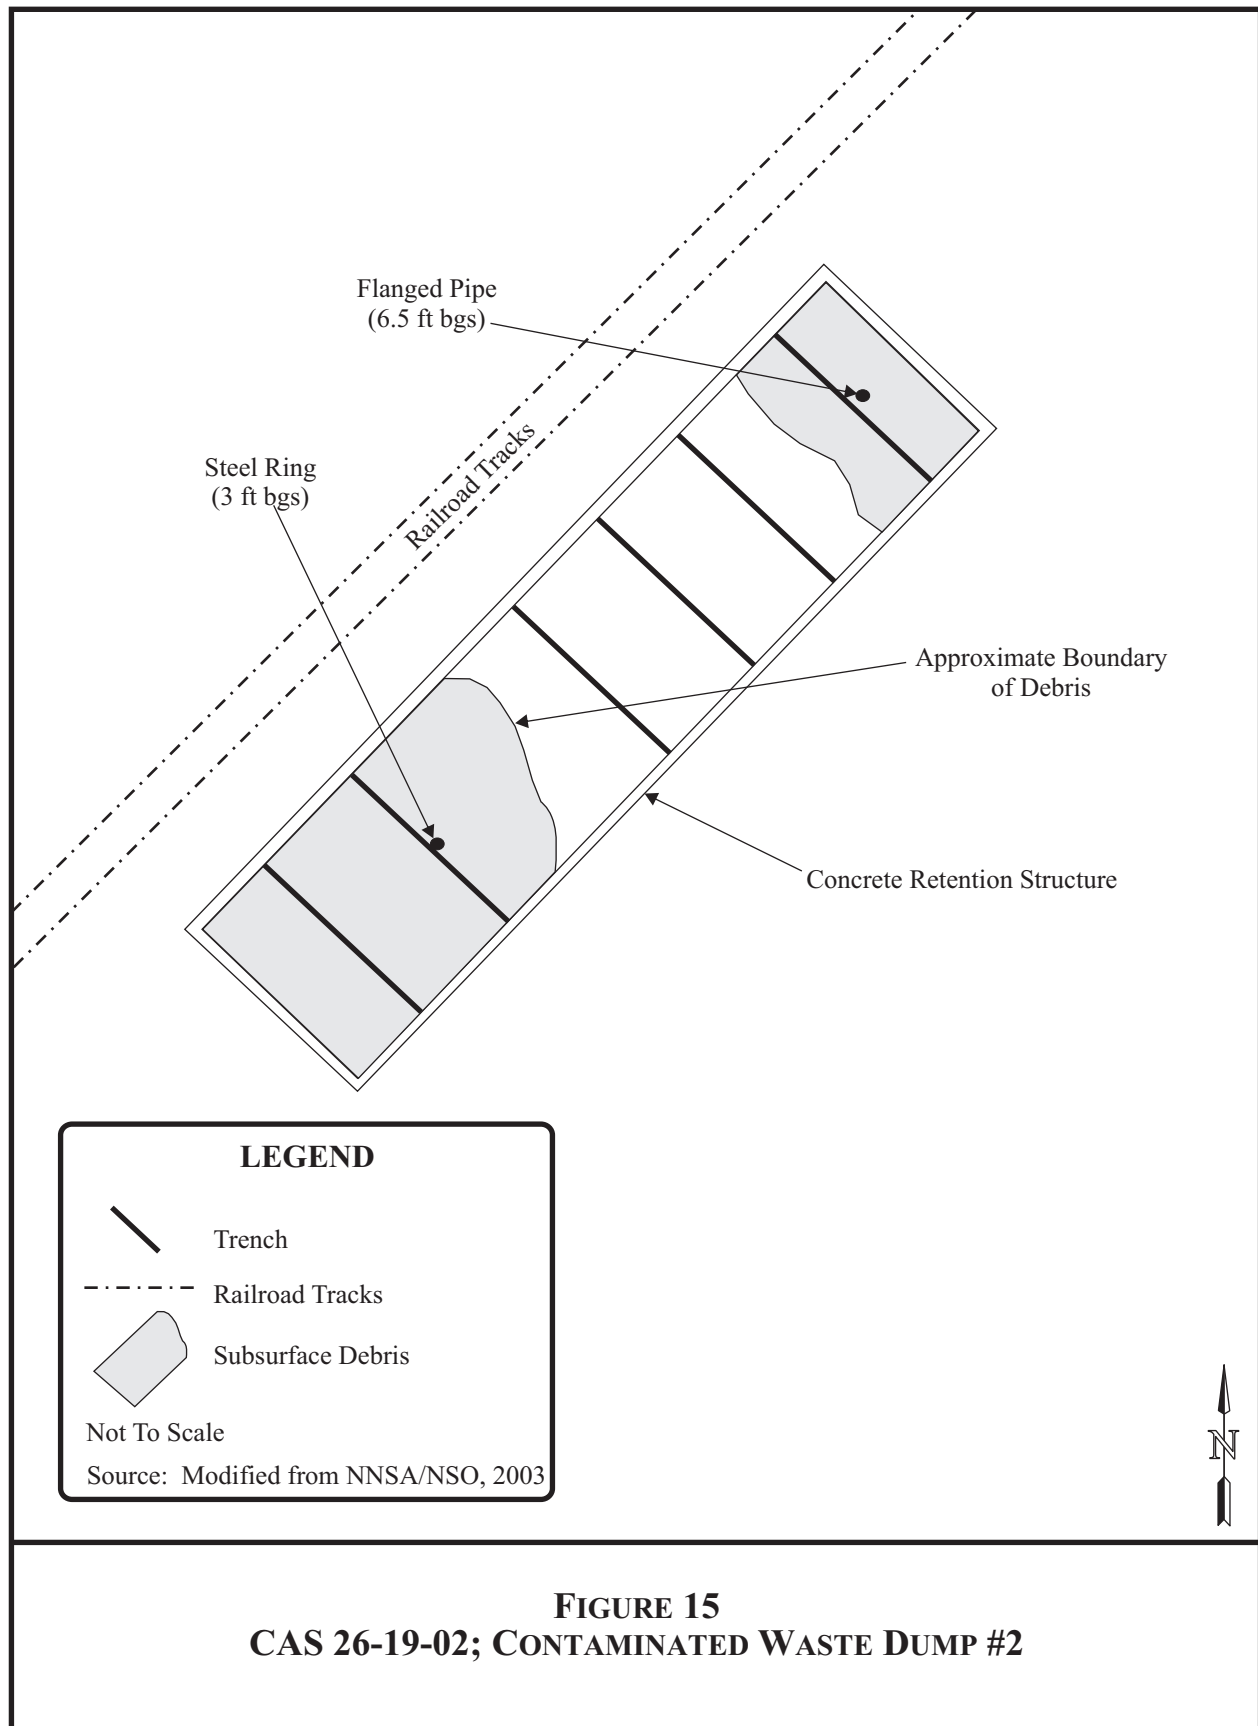 Flanged Pipe
(6.5 ft bgs)
Steel Ring
(3 ft bgs)
Railroad Tracks
Approximate Boundary
of Debris
Concrete Retention Structure
LEGEND
Trench
Railroad Tracks
Subsurface Debris
Not To Scale
Source: Modified from NNSA/NSO, 2003
N
FIGURE 15
CAS 26-19-02; CONTAMINATED WASTE DUMP #2